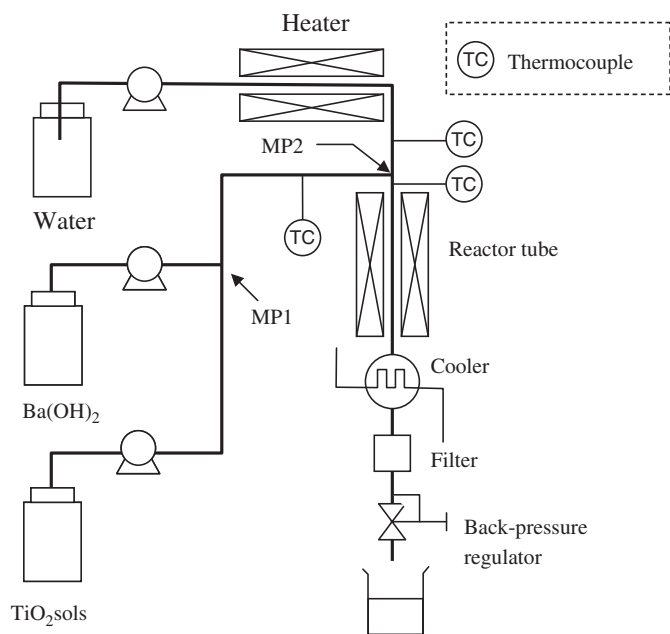 Heater
TC Thermocouple
MP2
TC
TC
Water
TC
Reactor tube
MP1
Cooler
Ba(OH)2
Filter
Back-pressure
regulator
TiO2sols